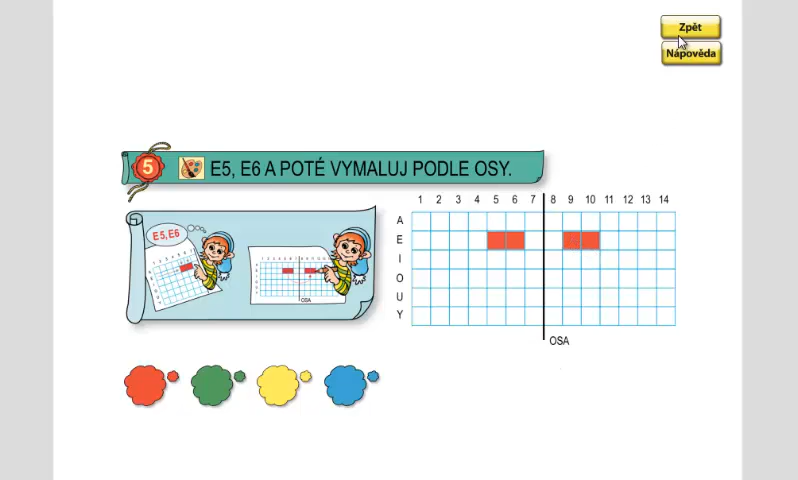 Zpět
Nápověda
5 E5, E6 A POTÉ VYMALUJ PODLE OSY.
1 2 3 4 5 6 7 8 9 10 11 12 13 14
A
E
I
O
U
Y
OSA
E5,E6
OSA